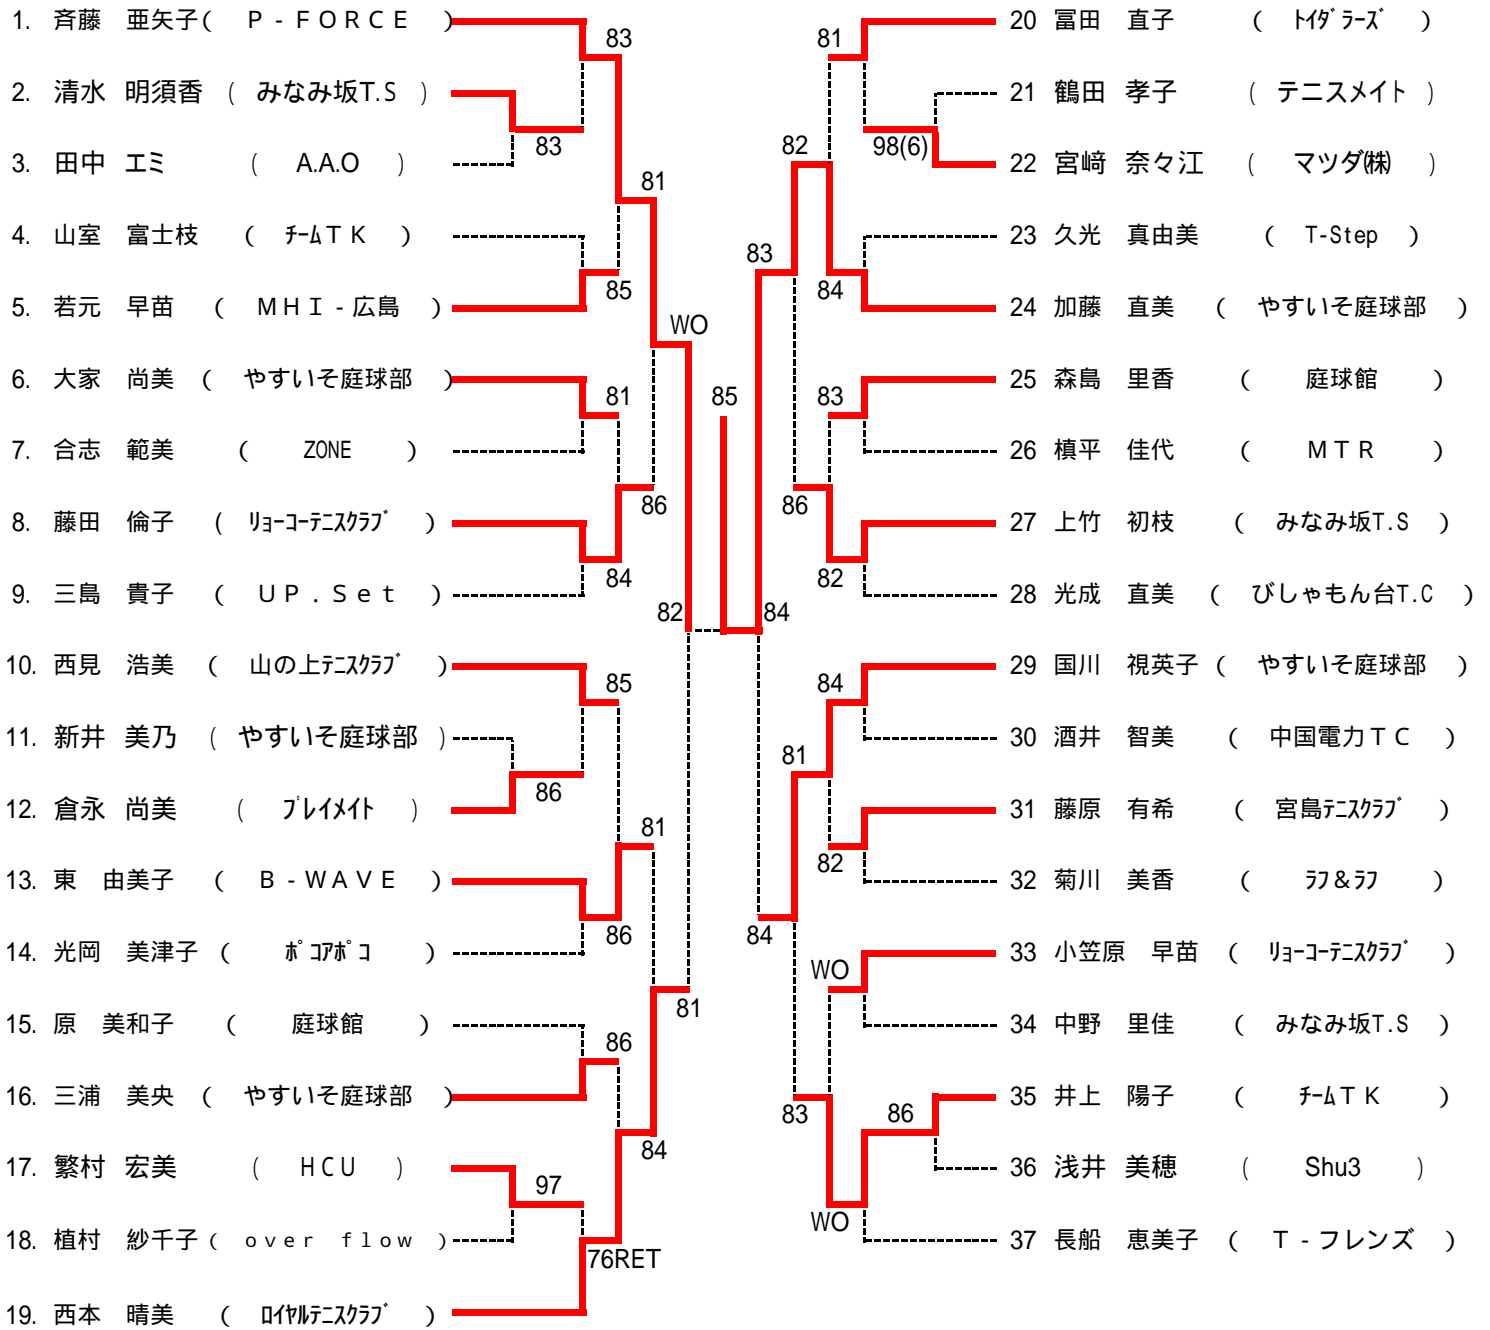 1. 斉藤 亜矢子( P-FORCE )
2. 清水 明須香 ( みなみ坂T.S )
3. 田中 エミ ( A.A.O )
4. 山室 富士枝 ( チームTK )
5. 若元 早苗 ( MHI-広島 )
6. 大家 尚美 ( やすいそ庭球部 )
7. 合志 範美 ( ZONE )
8. 藤田 倫子 ( リョーコーテニスクラブ )
9. 三島 貴子 ( UP.Set )
10. 西見 浩美 ( 山の上テニスクラブ )
11. 新井 美乃 ( やすいそ庭球部 )
12. 倉永 尚美 ( プレイメイト )
13. 東 由美子 ( B-WAVE )
14. 光岡 美津子 ( ポコアポコ )
15. 原 美和子 ( 庭球館 )
16. 三浦 美央 ( やすいそ庭球部 )
17. 繁村 宏美 ( HCU )
18. 植村 紗千子 ( over flow )
19. 西本 晴美 ( ロイヤルテニスクラブ )
83
83
81
85
WO
81
86
84
82
85
86
81
86
81
86
84
97
76RET
85
84
81
98(6)
82
84
83
83
86
82
84
81
82
84
WO
83
86
WO
20 冨田 直子 ( トイダラーズ )
21 鶴田 孝子 ( テニスメイト )
22 宮﨑 奈々江 ( マツダ㈱ )
23 久光 真由美 ( T-Step )
24 加藤 直美 ( やすいそ庭球部 )
25 森島 里香 ( 庭球館 )
26 槙平 佳代 ( MTR )
27 上竹 初枝 ( みなみ坂T.S )
28 光成 直美 ( びしゃもん台T.C )
29 国川 視英子 ( やすいそ庭球部 )
30 酒井 智美 ( 中国電力TC )
31 藤原 有希 ( 宮島テニスクラブ )
32 菊川 美香 ( ラフ&ラフ )
33 小笠原 早苗 ( リョーコーテニスクラブ )
34 中野 里佳 ( みなみ坂T.S )
35 井上 陽子 ( チームTK )
36 浅井 美穂 ( Shu3 )
37 長船 恵美子 ( T-フレンズ )